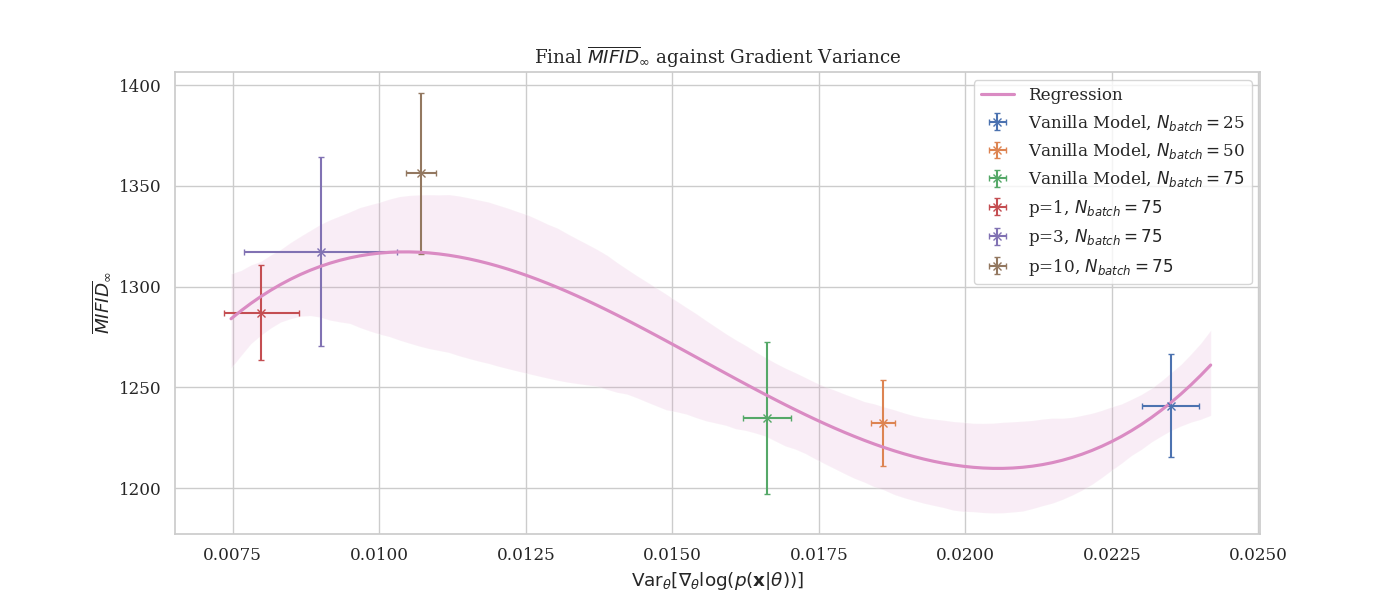 Final $\overline{MIFID}_\infty$ against Gradient Variance
1400
1350
1300
1250
1200
$\overline{MIFID}_\infty$
Regression
Vanilla Model, $N_{batch} = 25$
Vanilla Model, $N_{batch} = 50$
Vanilla Model, $N_{batch} = 75$
p=1, $N_{batch} = 75$
p=3, $N_{batch} = 75$
p=10, $N_{batch} = 75$
0.0075 0.0100 0.0125 0.0150 0.0175 0.0200 0.0225 0.0250
$\mathrm{Var}_\theta[\nabla_\theta \log(p(\mathbf{x}|\theta))]$